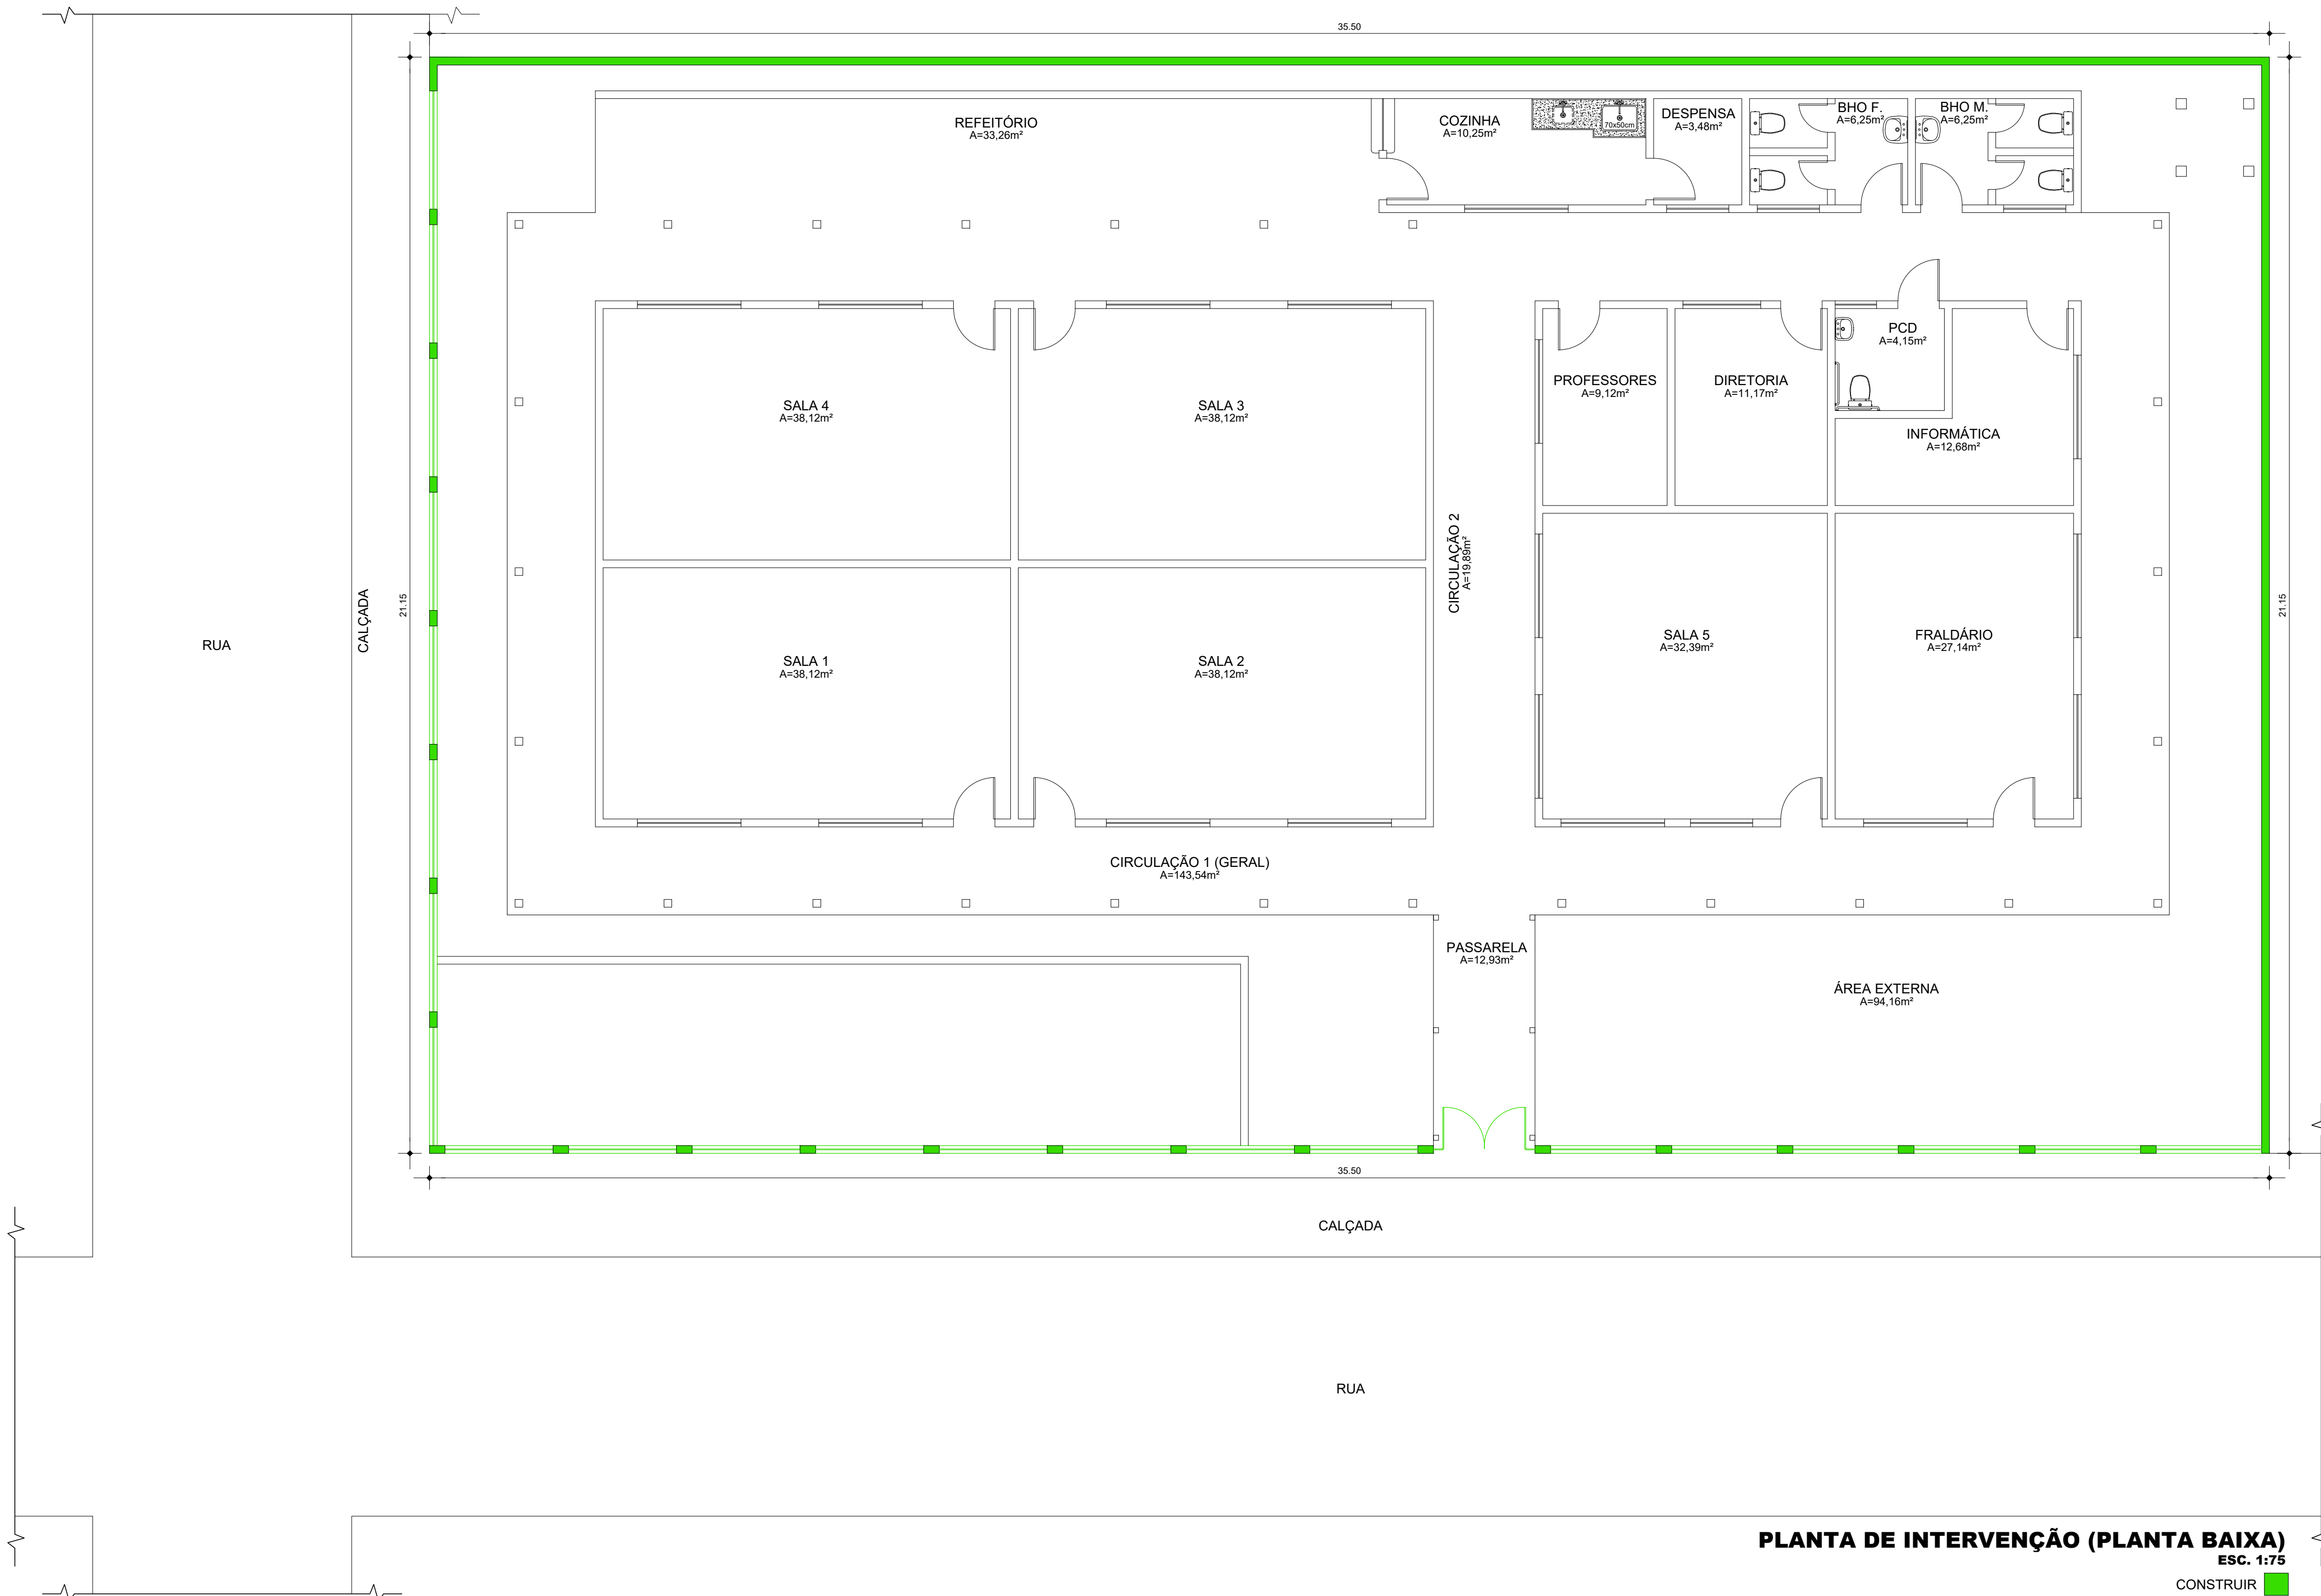 35.50
REFEITÓRIO
A=33,26m²
COZINHA
A=10,25m²
70x50cm
DESPENSA
A=3,48m²
BHO F.
A=6,25m²
BHO M.
A=6,25m²
PCD
A=4,15m²
PROFESSORES
A=9,12m²
DIRETORIA
A=11,17m²
SALA 4
A=38,12m²
SALA 3
A=38,12m²
INFORMÁTICA
A=12,68m²
CIRCULAÇÃO 2
A=19,89m²
RUA
CALÇADA
21.15
SALA 1
A=38,12m²
SALA 2
A=38,12m²
SALA 5
A=32,39m²
FRALDÁRIO
A=27,14m²
21.15
CIRCULAÇÃO 1 (GERAL)
A=143,54m²
PASSARELA
A=12,93m²
ÁREA EXTERNA
A=94,16m²
35.50
CALÇADA
RUA
PLANTA DE INTERVENÇÃO (PLANTA BAIXA)
ESC. 1:75
CONSTRUIR